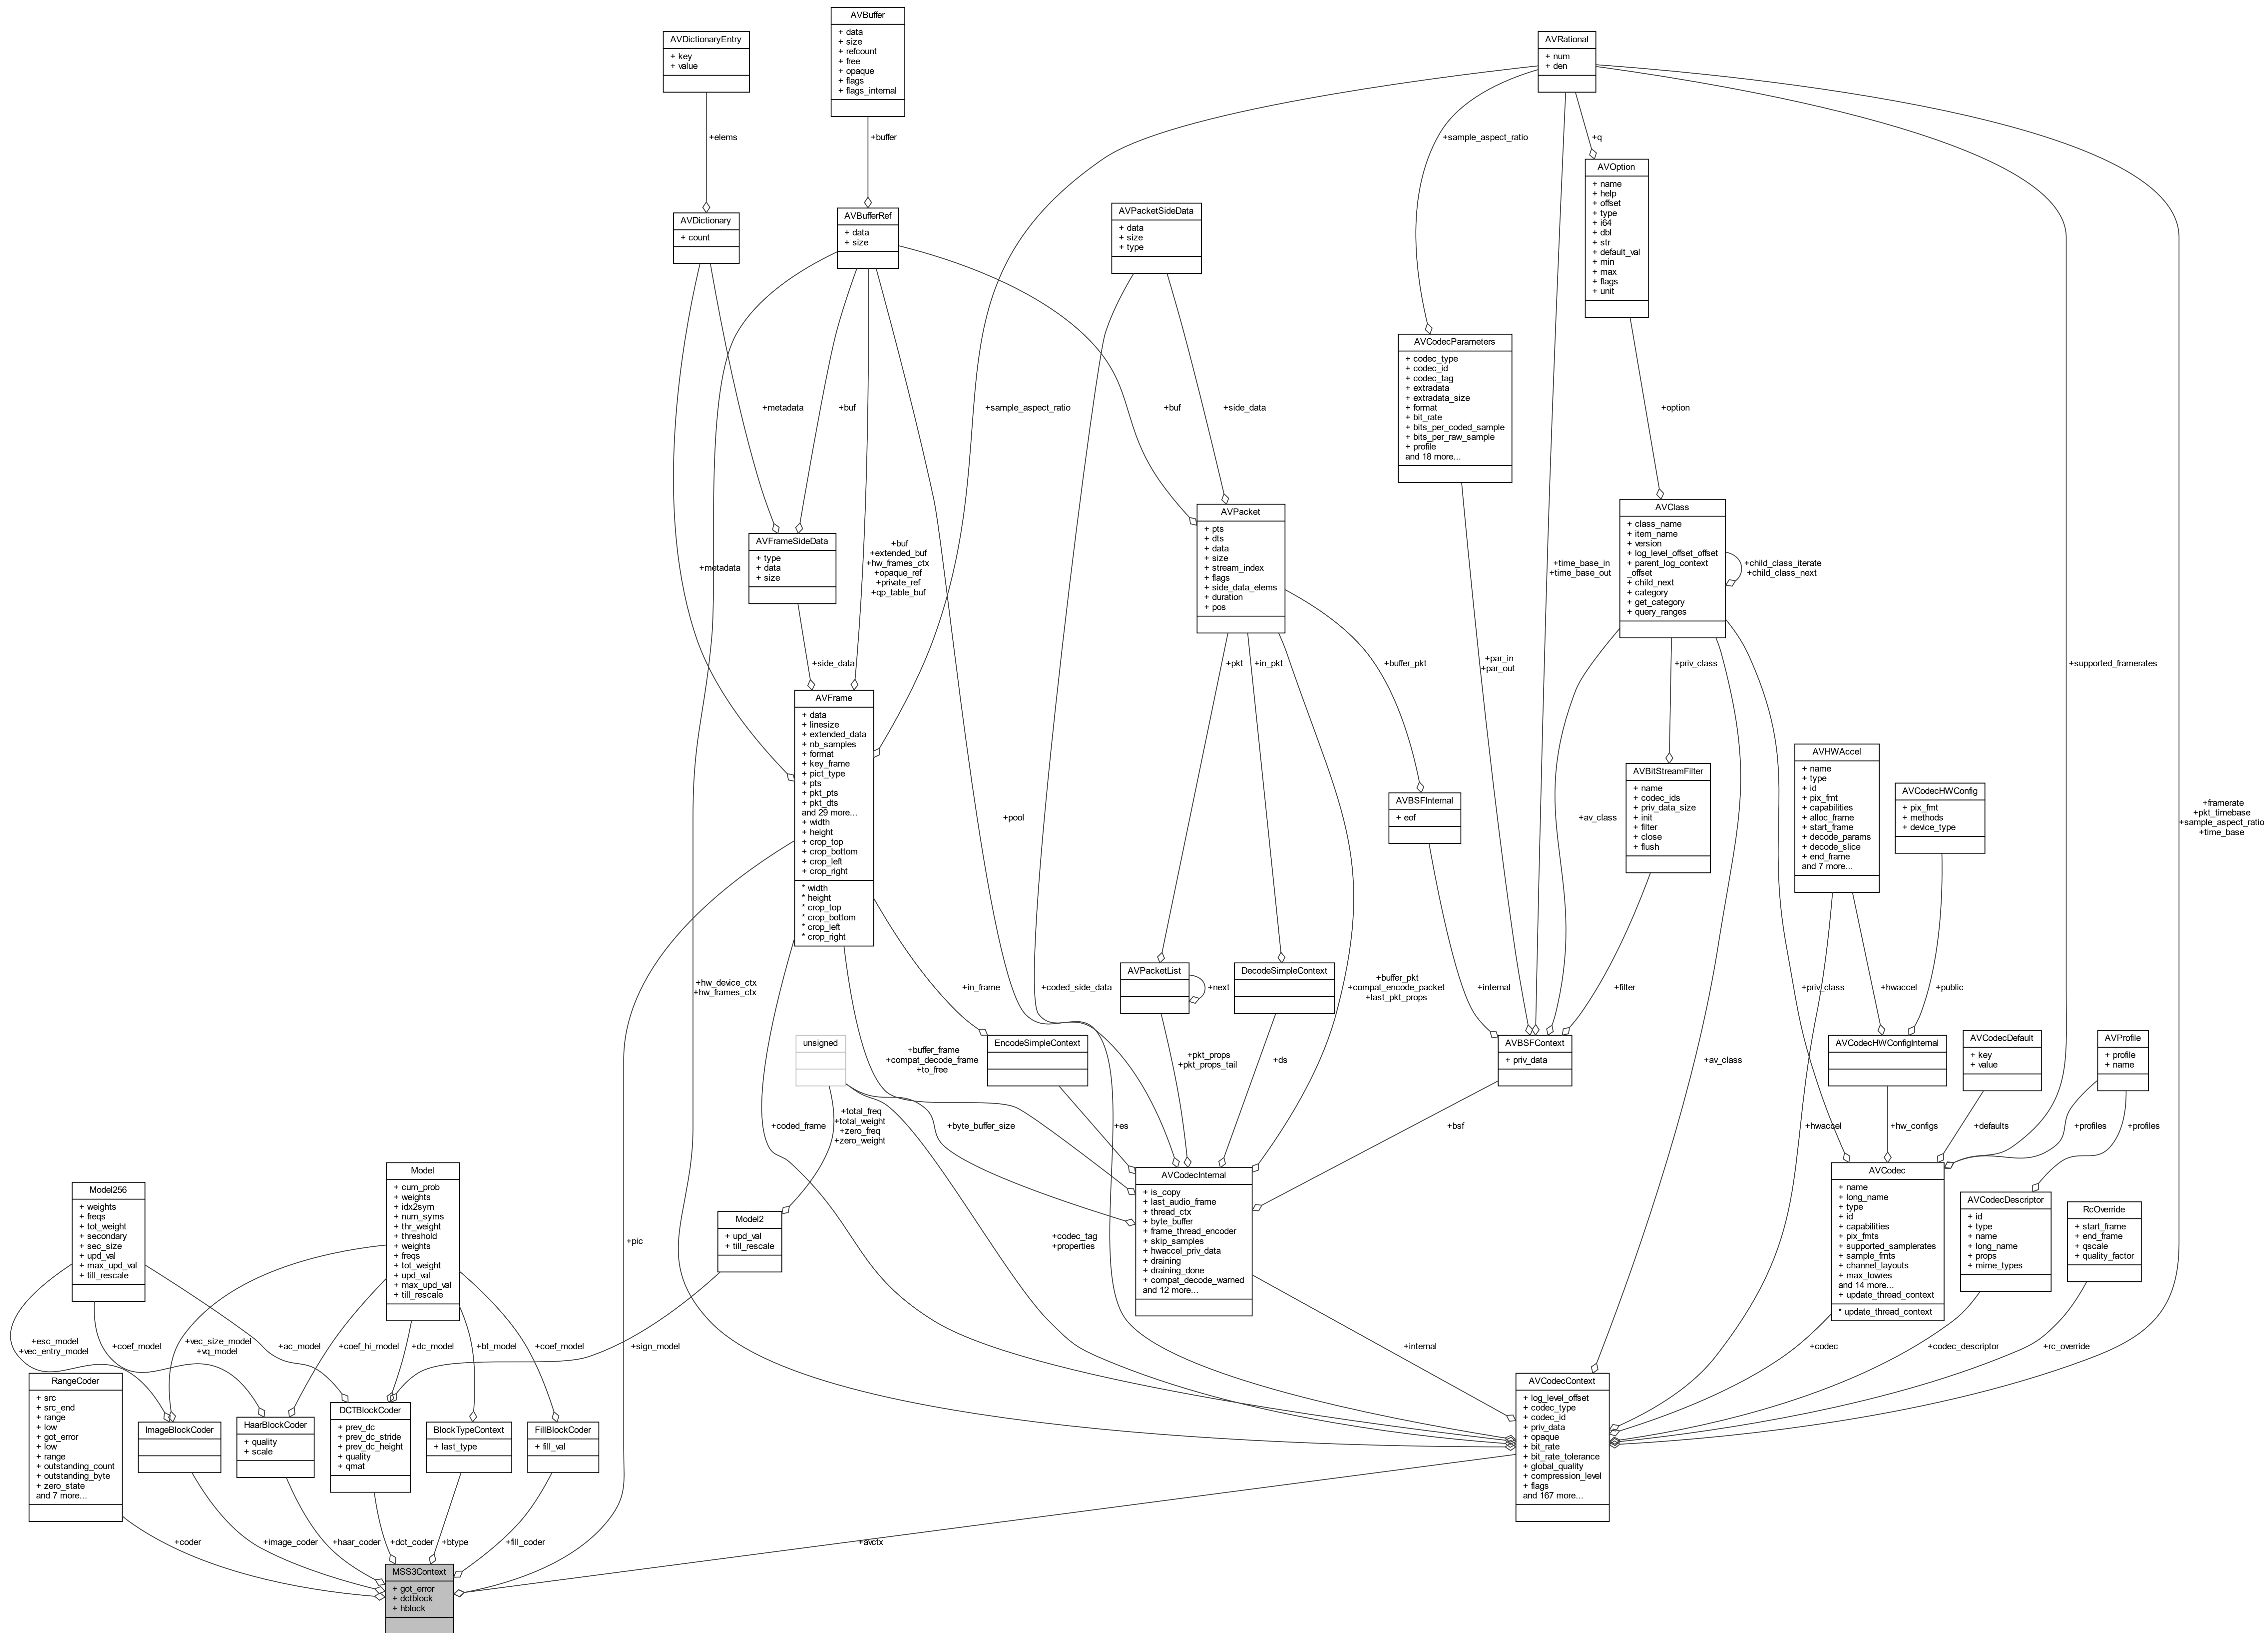 AVBuffer
+ data
+ size
+ refcount
+ free
+ opaque
+ flags
+ flags_internal
AVDictionaryEntry
+ key
+ value
AVRational
+ num
+ den
+elems
+buffer
+sample_aspect_ratio
+q
AVOption
+ name
+ help
+ offset
+ type
+ i64
+ dbl
+ str
+ default_val
+ min
+ max
+ flags
+ unit
AVDictionary
+ count
AVBufferRef
+ data
+ size
AVPacketSideData
+ data
+ size
+ type
AVCodecParameters
+ codec_type
+ codec_id
+ codec_tag
+ extradata
+ extradata_size
+ format
+ bit_rate
+ bits_per_coded_sample
+ bits_per_raw_sample
+ profile
and 18 more...
+metadata
+buf
+sample_aspect_ratio
+buf
+side_data
+option
AVFrameSideData
+ type
+ data
+ size
+metadata
+buf
+extended_buf
+hw_frames_ctx
+opaque_ref
+private_ref
+qp_table_buf
AVPacket
+ pts
+ dts
+ data
+ size
+ stream_index
+ flags
+ side_data_elems
+ duration
+ pos
+time_base_in
+time_base_out
AVClass
+ class_name
+ item_name
+ version
+ log_level_offset_offset
+ parent_log_context
_offset
+ child_next
+ category
+ get_category
+ query_ranges
+child_class_iterate
+child_class_next
+side_data
+pkt
+in_pkt
+buffer_pkt
+par_in
+par_out
+priv_class
+supported_framerates
AVFrame
+ data
+ linesize
+ extended_data
+ nb_samples
+ format
+ key_frame
+ pict_type
+ pts
+ pkt_pts
+ pkt_dts
and 29 more...
+ width
+ height
+ crop_top
+ crop_bottom
+ crop_left
+ crop_right
* width
* height
* crop_top
* crop_bottom
* crop_left
* crop_right
+pool
AVBSFInternal
+ eof
+av_class
AVBitStreamFilter
+ name
+ codec_ids
+ priv_data_size
+ init
+ filter
+ close
+ flush
AVHWAccel
+ name
+ type
+ id
+ pix_fmt
+ capabilities
+ alloc_frame
+ start_frame
+ decode_params
+ decode_slice
+ end_frame
and 7 more...
AVCodecHWConfig
+ pix_fmt
+ methods
+ device_type
+framerate
+pkt_timebase
+sample_aspect_ratio
+time_base
+hw_device_ctx
+hw_frames_ctx
+in_frame
+coded_side_data
AVPacketList
+next
DecodeSimpleContext
+buffer_pkt
+compat_encode_packet
+last_pkt_props
+internal
+filter
+priv_class
+hwaccel
+public
unsigned
+buffer_frame
+compat_decode_frame
+to_free
EncodeSimpleContext
+pkt_props
+pkt_props_tail
+ds
AVBSFContext
+ priv_data
+av_class
AVCodecHWConfigInternal
AVCodecDefault
+ key
+ value
AVProfile
+ profile
+ name
+coded_frame
+total_freq
+total_weight
+zero_freq
+zero_weight
+byte_buffer_size
+es
+bsf
+hwaccel
+hw_configs
+defaults
+profiles
+profiles
Model256
+ weights
+ freqs
+ tot_weight
+ secondary
+ sec_size
+ upd_val
+ max_upd_val
+ till_rescale
Model
+ cum_prob
+ weights
+ idx2sym
+ num_syms
+ thr_weight
+ threshold
+ weights
+ freqs
+ tot_weight
+ upd_val
+ max_upd_val
+ till_rescale
+pic
Model2
+ upd_val
+ till_rescale
+codec_tag
+properties
AVCodecInternal
+ is_copy
+ last_audio_frame
+ thread_ctx
+ byte_buffer
+ frame_thread_encoder
+ skip_samples
+ hwaccel_priv_data
+ draining
+ draining_done
+ compat_decode_warned
and 12 more...
AVCodec
+ name
+ long_name
+ type
+ id
+ capabilities
+ pix_fmts
+ supported_samplerates
+ sample_fmts
+ channel_layouts
+ max_lowres
and 14 more...
+ update_thread_context
* update_thread_context
AVCodecDescriptor
+ id
+ type
+ name
+ long_name
+ props
+ mime_types
RcOverride
+ start_frame
+ end_frame
+ qscale
+ quality_factor
+esc_model
+vec_entry_model
+coef_model
+vec_size_model
+vq_model
+ac_model
+coef_hi_model
+dc_model
+bt_model
+coef_model
+sign_model
+internal
+codec
+codec_descriptor
+rc_override
RangeCoder
+ src
+ src_end
+ range
+ low
+ got_error
+ low
+ range
+ outstanding_count
+ outstanding_byte
+ zero_state
and 7 more...
ImageBlockCoder
HaarBlockCoder
+ quality
+ scale
DCTBlockCoder
+ prev_dc
+ prev_dc_stride
+ prev_dc_height
+ quality
+ qmat
BlockTypeContext
+ last_type
FillBlockCoder
+ fill_val
AVCodecContext
+ log_level_offset
+ codec_type
+ codec_id
+ priv_data
+ opaque
+ bit_rate
+ bit_rate_tolerance
+ global_quality
+ compression_level
+ flags
and 167 more...
+coder
+image_coder
+haar_coder
+dct_coder
+btype
+fill_coder
+avctx
MSS3Context
+ got_error
+ dctblock
+ hblock